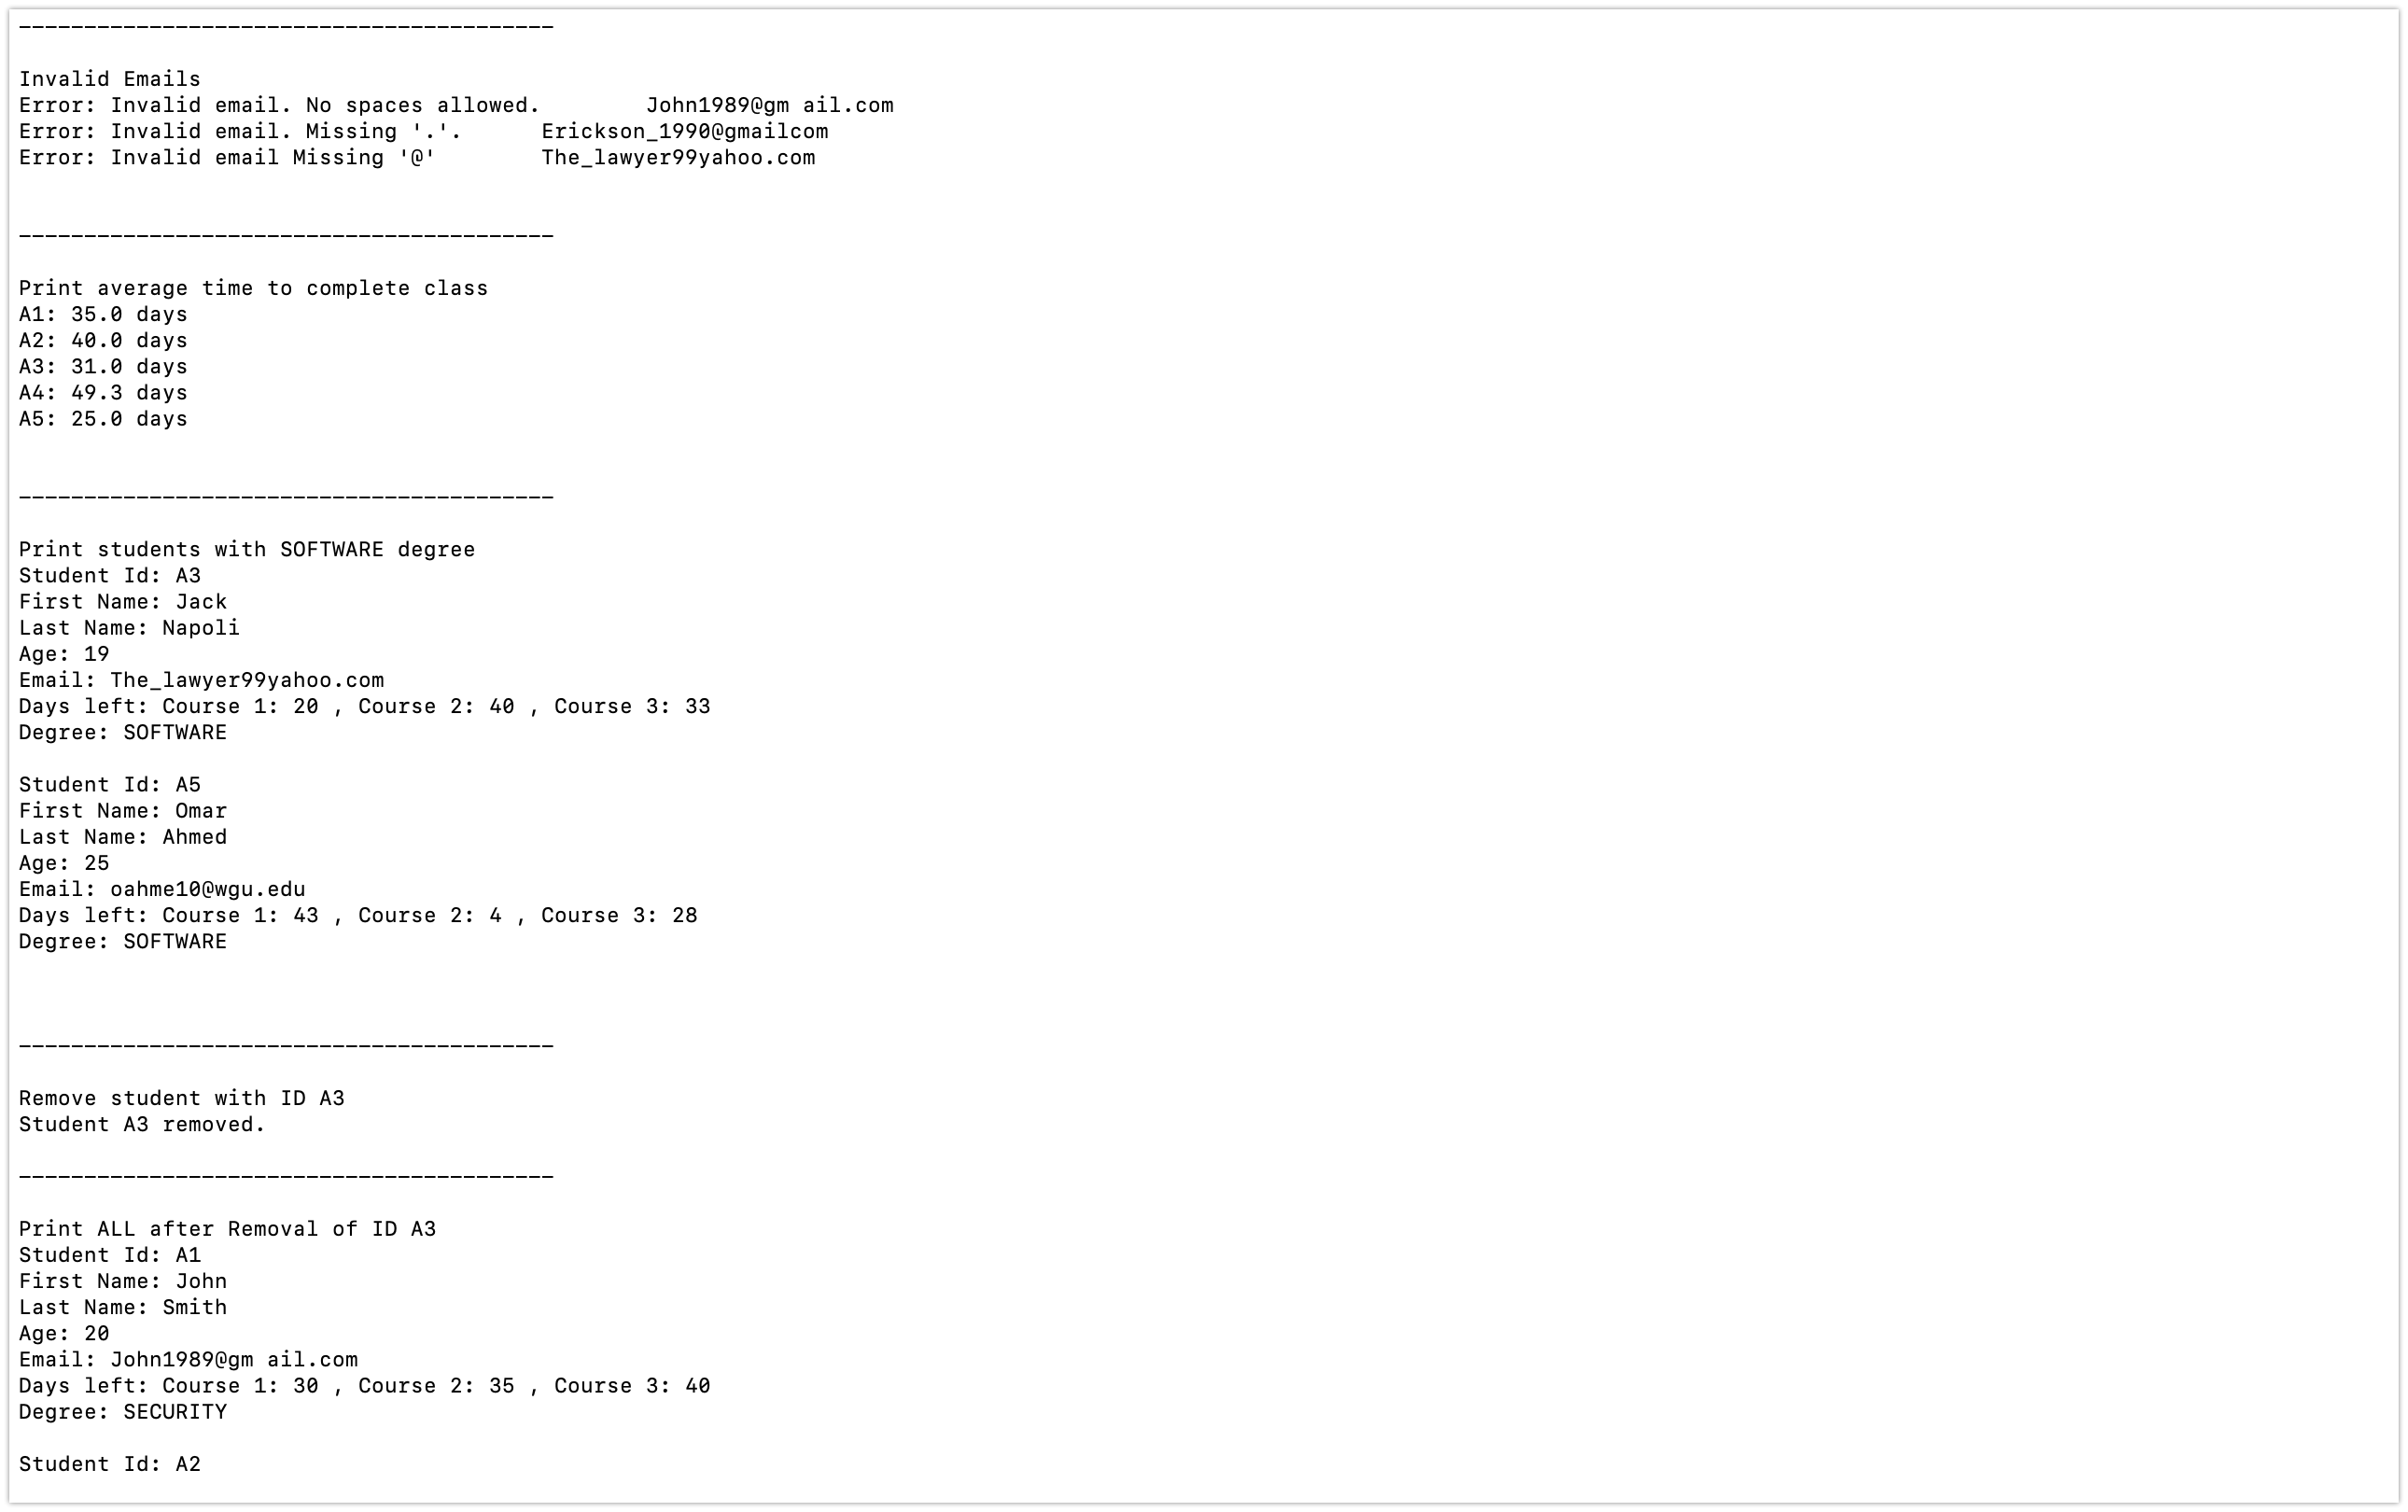 _________________________________________
Invalid Emails
Error: Invalid email. No spaces allowed.        John1989@gm ail.com
Error: Invalid email. Missing '.'.      Erickson_1990@gmailcom
Error: Invalid email Missing '@'        The_lawyer99yahoo.com
_________________________________________
Print average time to complete class
A1: 35.0 days
A2: 40.0 days
A3: 31.0 days
A4: 49.3 days
A5: 25.0 days
_________________________________________
Print students with SOFTWARE degree
Student Id: A3
First Name: Jack
Last Name: Napoli
Age: 19
Email: The_lawyer99yahoo.com
Days left: Course 1: 20 , Course 2: 40 , Course 3: 33
Degree: SOFTWARE
Student Id: A5
First Name: Omar
Last Name: Ahmed
Age: 25
Email: oahme10@wgu.edu
Days left: Course 1: 43 , Course 2: 4 , Course 3: 28
Degree: SOFTWARE
_________________________________________
Remove student with ID A3
Student A3 removed.
_________________________________________
Print ALL after Removal of ID A3
Student Id: A1
First Name: John
Last Name: Smith
Age: 20
Email: John1989@gm ail.com
Days left: Course 1: 30 , Course 2: 35 , Course 3: 40
Degree: SECURITY
Student Id: A2